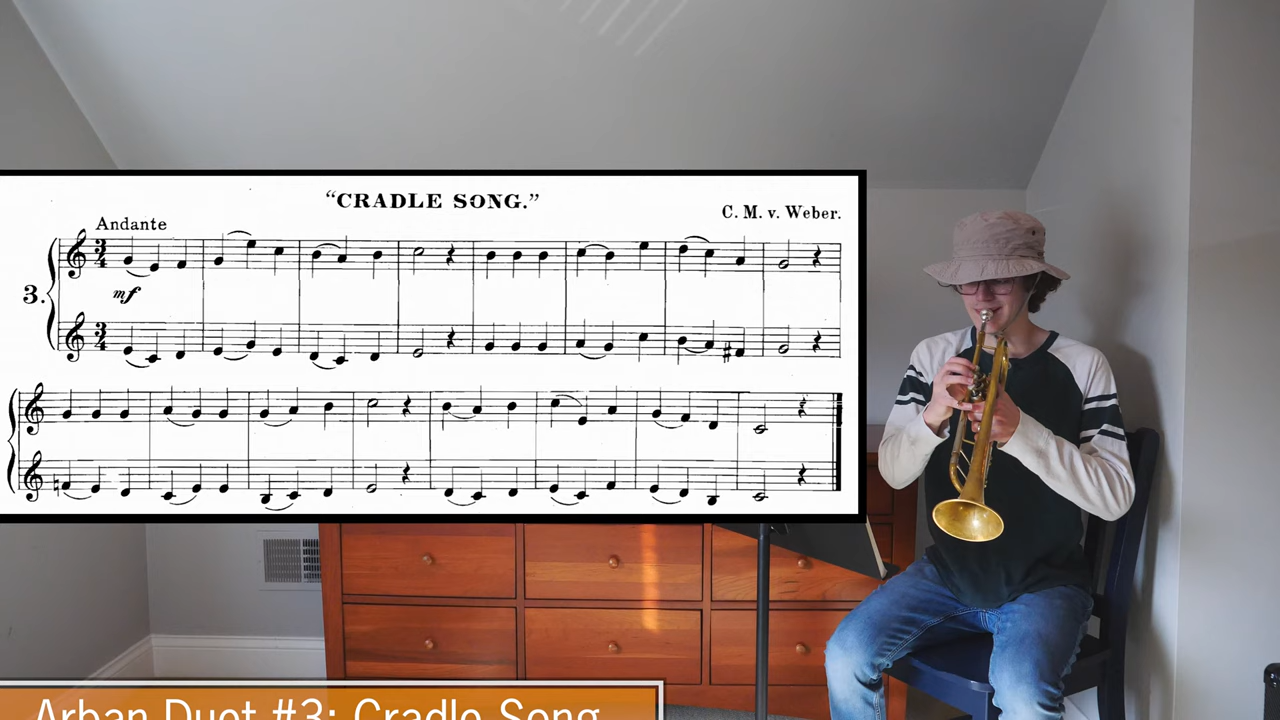 “CRADLE SONG.”
Andante
C. M. v. Weber.
3.
mf
Arban Duet #3: Cradle Song